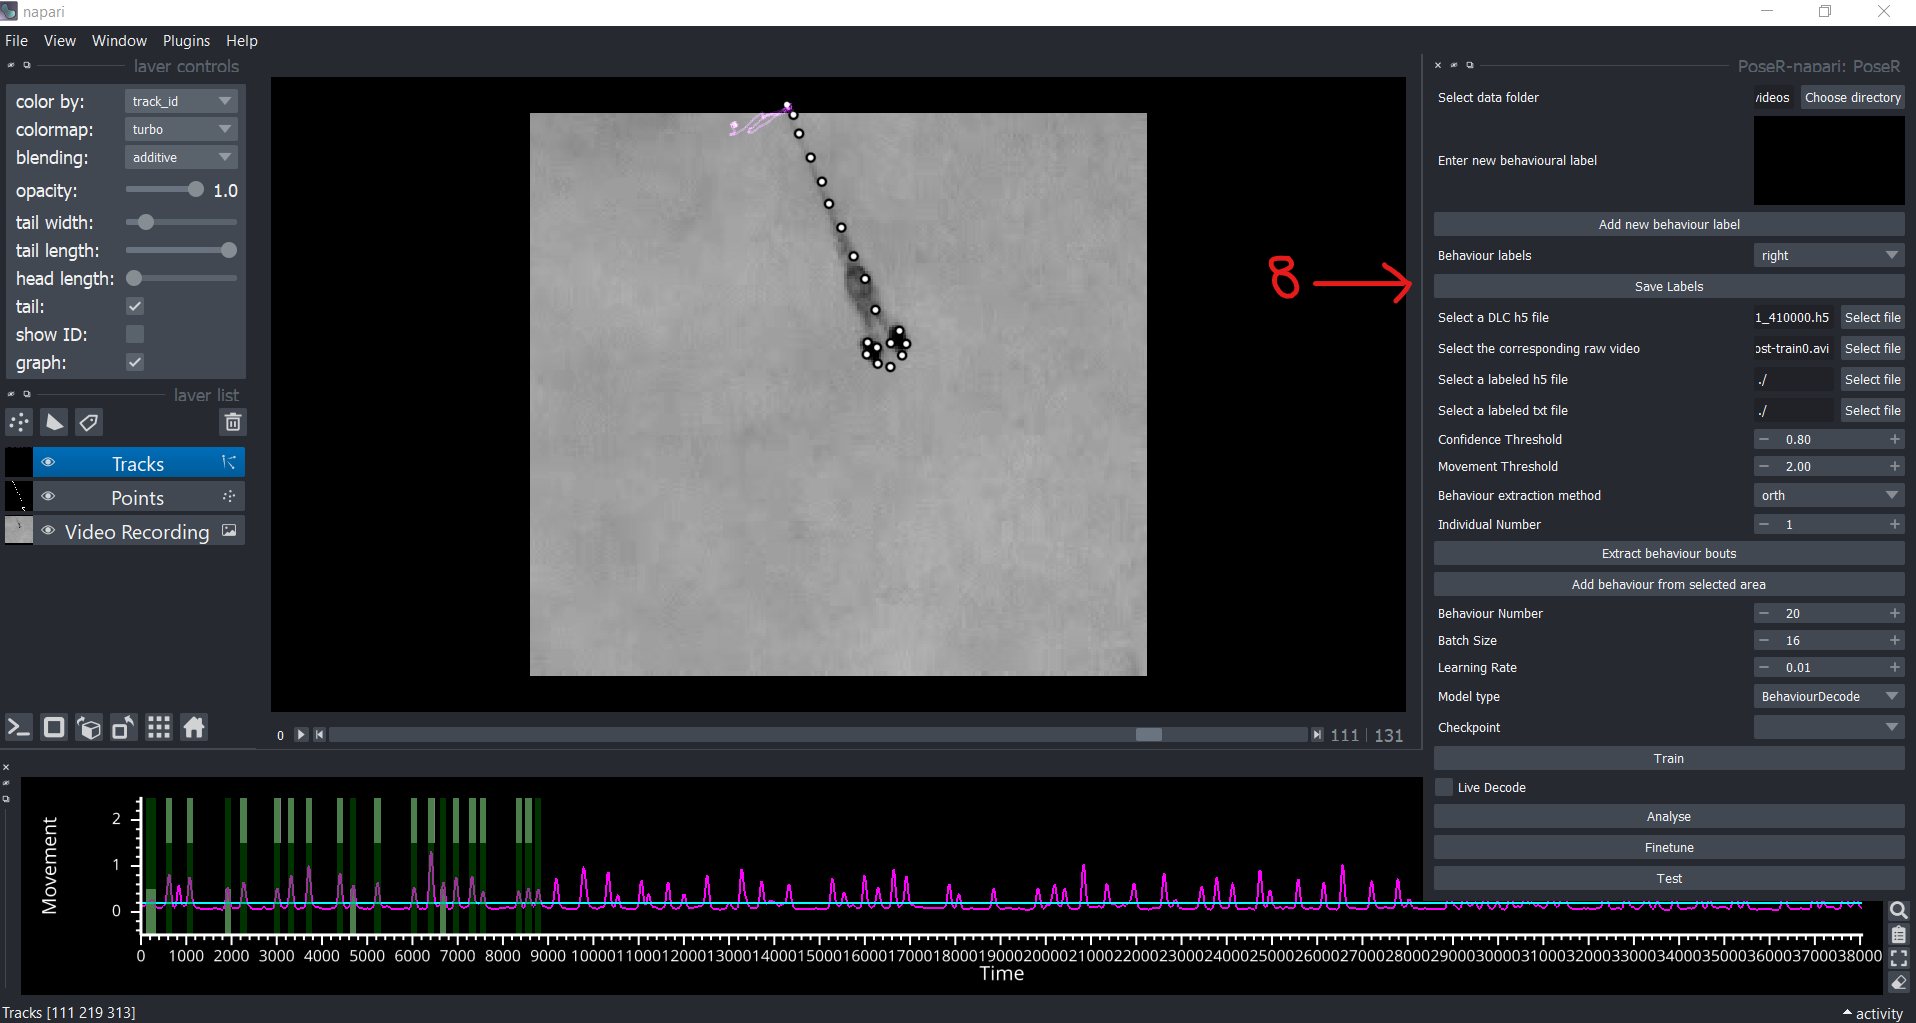 napari
File View Window Plugins Help
layer controls
color by: track_id
colormap: turbo
blending: additive
opacity: 1.0
tail width:
tail length:
head length:
tail:
show ID:
graph:
layer list
Tracks
Points
Video Recording
0 111 131
8
PoseR-napari: PoseR
Select data folder videos Choose directory
Enter new behavioural label
Add new behaviour label
Behaviour labels right
Save Labels
Select a DLC h5 file 1_410000.h5 Select file
Select the corresponding raw video ost-train0.avi Select file
Select a labeled h5 file ./ Select file
Select a labeled txt file ./ Select file
Confidence Threshold 0.80
Movement Threshold 2.00
Behaviour extraction method orth
Individual Number 1
Extract behaviour bouts
Add behaviour from selected area
Behaviour Number 20
Batch Size 16
Learning Rate 0.01
Model type BehaviourDecode
Checkpoint
Train
Live Decode
Analyse
Finetune
Test
Movement
2
1
0
0 1000 2000 3000 4000 5000 6000 7000 8000 9000 10000 11000 12000 13000 14000 15000 16000 17000 18000 19000 20000 21000 22000 23000 24000 25000 26000 27000 28000 29000 30000 31000 32000 33000 34000 35000 36000 37000 38000
Time
Tracks [111 219 313]
activity